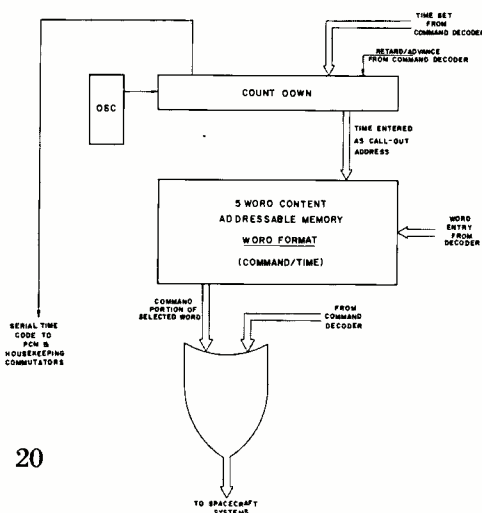 TIME SET
FROM
COMMAND DECODER
RETARD/ADVANCE
FROM COMMAND DECODER
OSC
COUNT DOWN
TIME ENTERED
AS CALL-OUT
ADDRESS
5 WORD CONTENT
ADDRESSABLE MEMORY
WORD FORMAT
(COMMAND/TIME)
WORD
ENTRY
FROM
DECODER
COMMAND
PORTION OF
SELECTED WORD
FROM
COMMAND
DECODER
SERIAL TIME
CODE TO
PCM &
HOUSEKEEPING
COMMUTATORS
20
TO SPACECRAFT
SYSTEMS